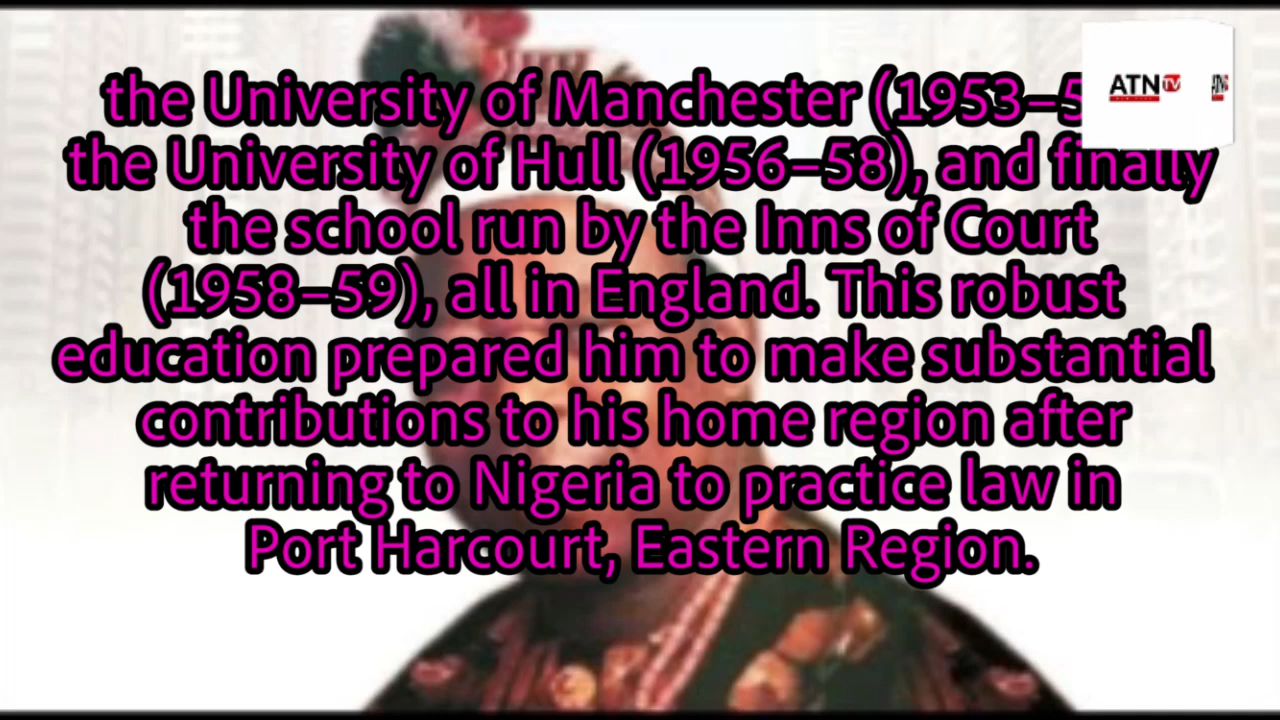 the University of Manchester (1953–5
the University of Hull (1956–58), and finally
the school run by the Inns of Court
(1958–59), all in England. This robust
education prepared him to make substantial
contributions to his home region after
returning to Nigeria to practice law in
Port Harcourt, Eastern Region.
ATN TV